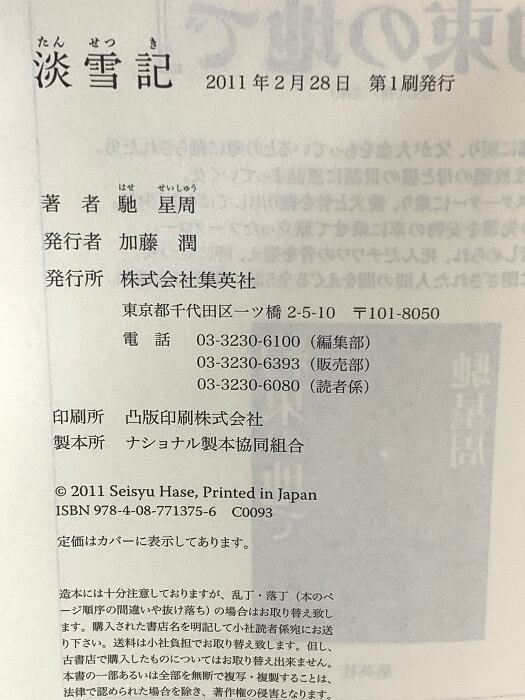 たん せつ き
淡雪記 2011年2月28日 第1刷発行
はせ せいしゅう
著者 馳 星周
発行者 加藤 潤
発行所 株式会社集英社
東京都千代田区一ツ橋 2-5-10 〒101-8050
電話 03-3230-6100（編集部）
03-3230-6393（販売部）
03-3230-6080（読者係）
印刷所 凸版印刷株式会社
製本所 ナショナル製本協同組合
© 2011 Seisyu Hase, Printed in Japan
ISBN 978-4-08-771375-6 C0093
定価はカバーに表示してあります。
造本には十分注意しておりますが、乱丁・落丁（本のペ
ージ順序の間違いや抜け落ち）の場合はお取り替え致し
ます。購入された書店名を明記して小社読者係宛にお送
り下さい。送料は小社負担でお取り替え致します。但し、
古書店で購入したものについてはお取り替え出来ません。
本書の一部あるいは全部を無断で複写・複製することは、
法律で認められた場合を除き、著作権の侵害となります。